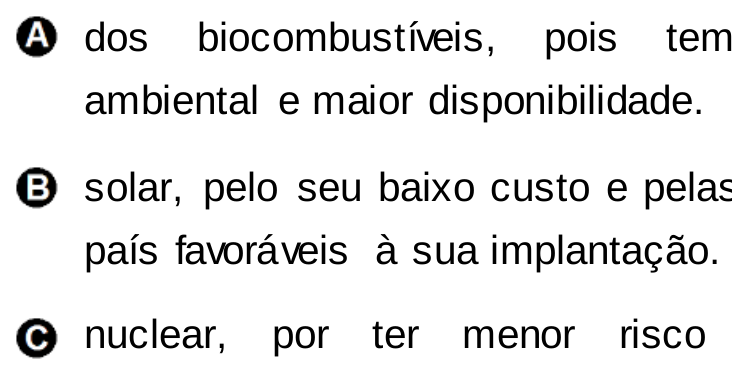 A dos biocombustíveis, pois tem
ambiental e maior disponibilidade.
B solar, pelo seu baixo custo e pelas
país favoráveis à sua implantação.
C nuclear, por ter menor risco